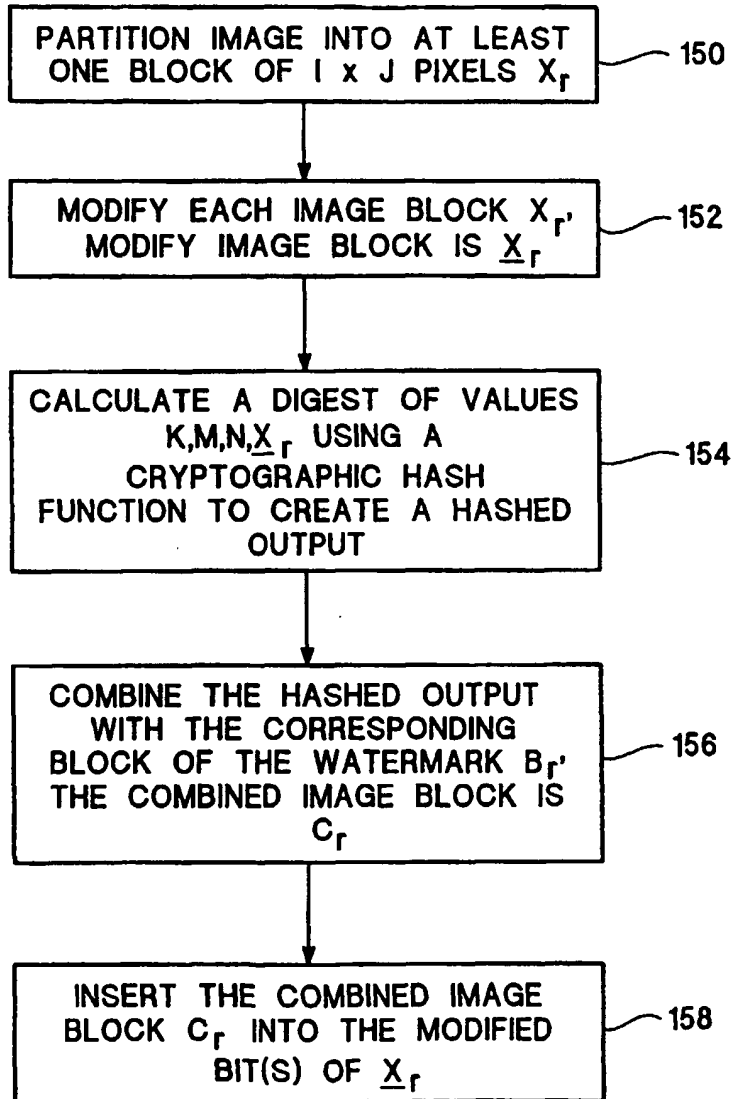 PARTITION IMAGE INTO AT LEAST
ONE BLOCK OF I x J PIXELS Xr
150
MODIFY EACH IMAGE BLOCK Xr,
MODIFY IMAGE BLOCK IS Xr
152
CALCULATE A DIGEST OF VALUES
K,M,N,Xr USING A
CRYPTOGRAPHIC HASH
FUNCTION TO CREATE A HASHED
OUTPUT
154
COMBINE THE HASHED OUTPUT
WITH THE CORRESPONDING
BLOCK OF THE WATERMARK Br,
THE COMBINED IMAGE BLOCK IS
Cr
156
INSERT THE COMBINED IMAGE
BLOCK Cr INTO THE MODIFIED
BIT(S) OF Xr
158